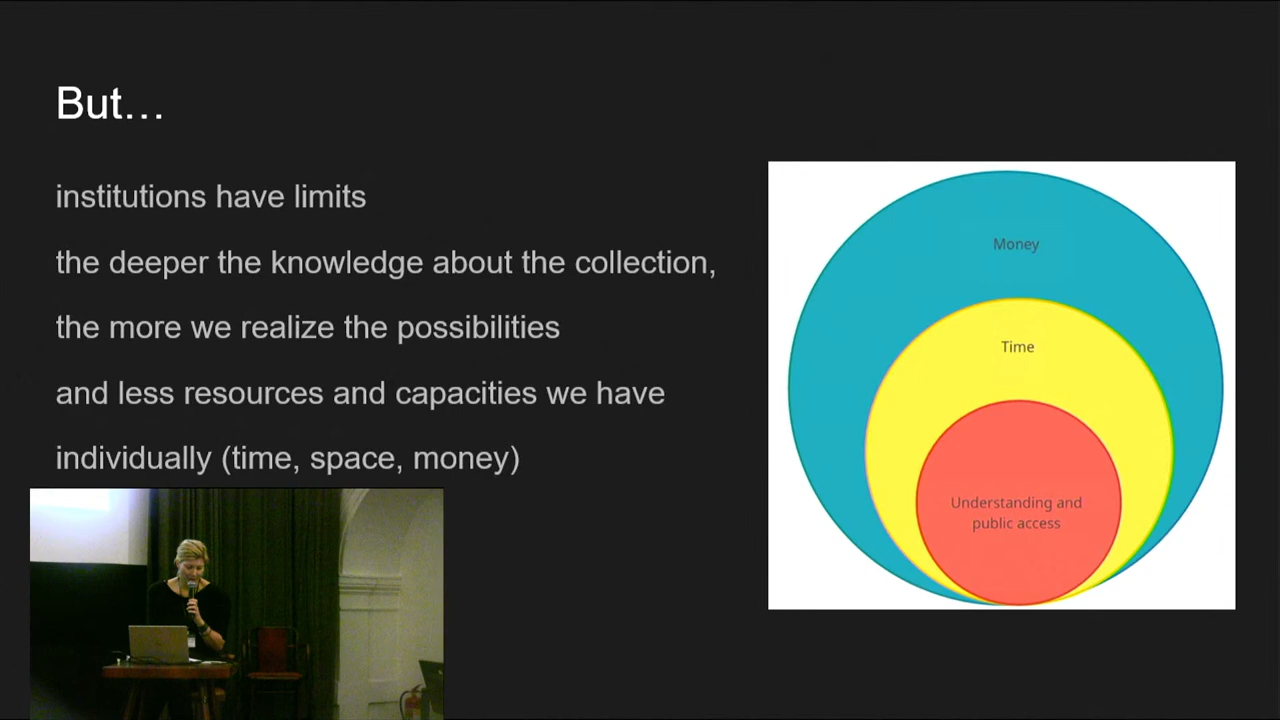 But…
institutions have limits
the deeper the knowledge about the collection,
the more we realize the possibilities
and less resources and capacities we have
individually (time, space, money)
Money
Time
Understanding and
public access